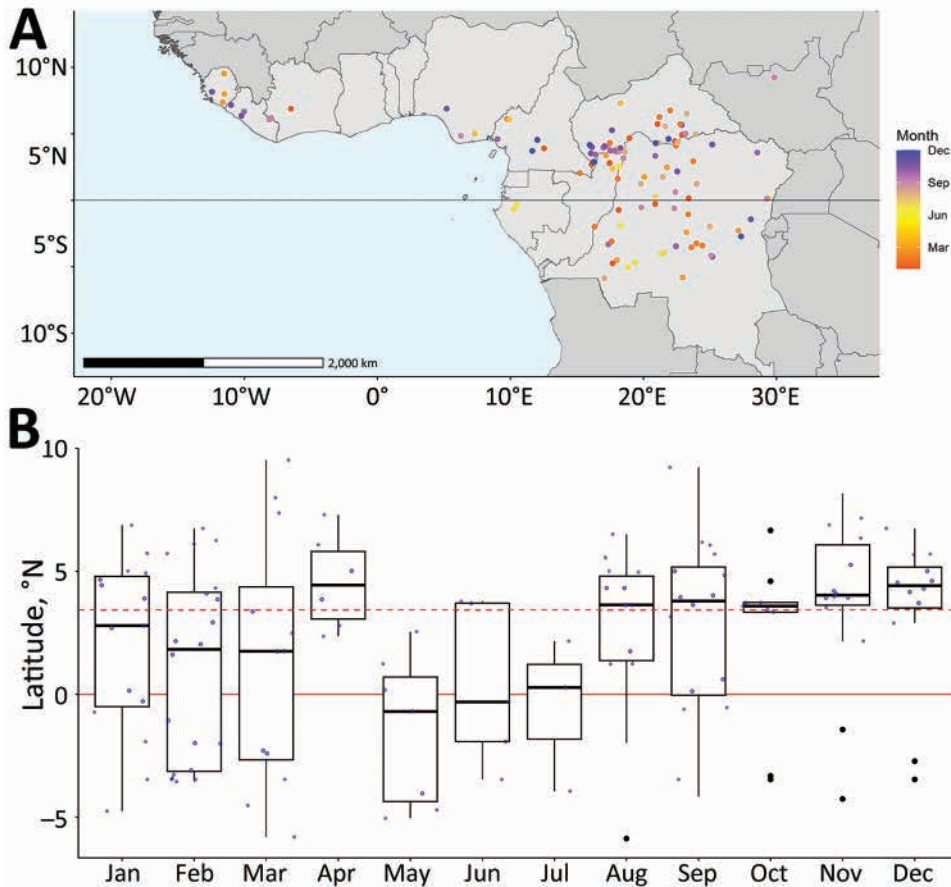 A
10°N
5°N
5°S
10°S
Month
Dec
Sep
Jun
Mar
2,000 km
20°W 10°W 0° 10°E 20°E 30°E
B
Latitude, °N
10
5
0
−5
Jan Feb Mar Apr May Jun Jul Aug Sep Oct Nov Dec